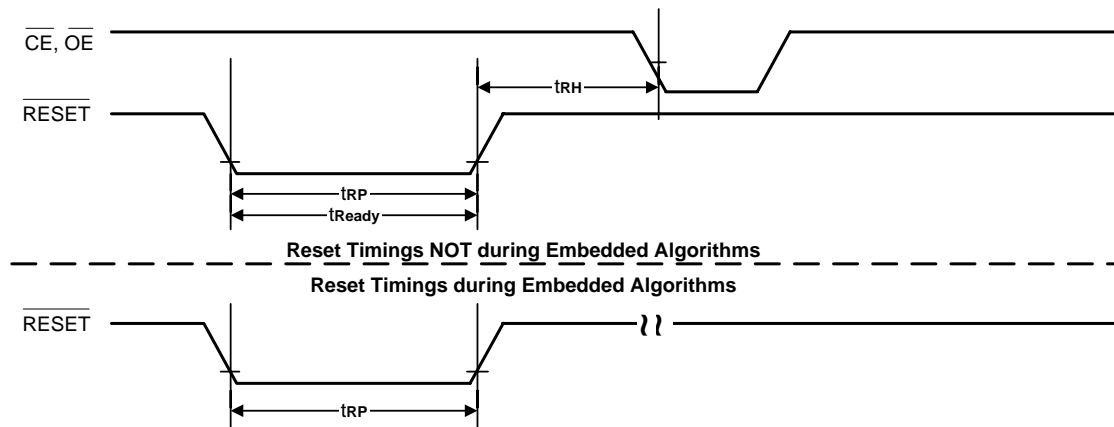 CE, OE
tRH
RESET
tRP
tReady
Reset Timings NOT during Embedded Algorithms
Reset Timings during Embedded Algorithms
RESET
tRP